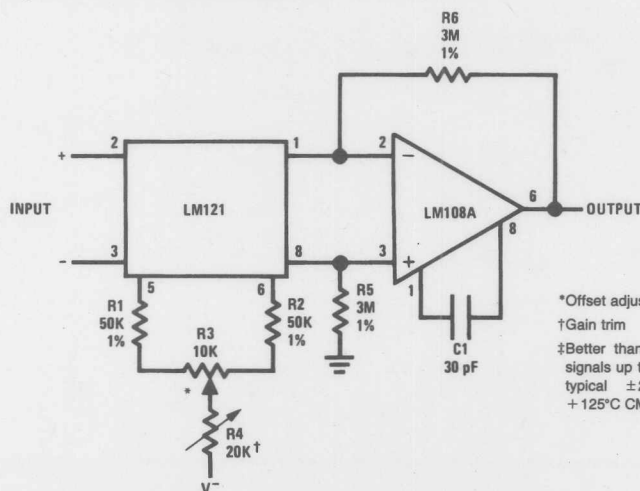 R6
3M
1%
+
2
1
2
−
INPUT
LM121
LM108A
6
OUTPUT
8
-
3
8
3
+
1
5
6
R1
50K
1%
R2
50K
1%
R3
10K
*
R5
3M
1%
C1
30 pF
R4
20K†
V−
*Offset adjus
†Gain trim
‡Better than
signals up t
typical ±2
+125°C CM